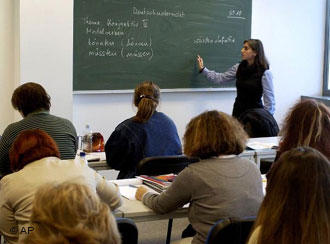 Deutschunterricht
Thema: Konjunktiv II
Modalverben
könnten (können)
müssten (müssen)
© AP